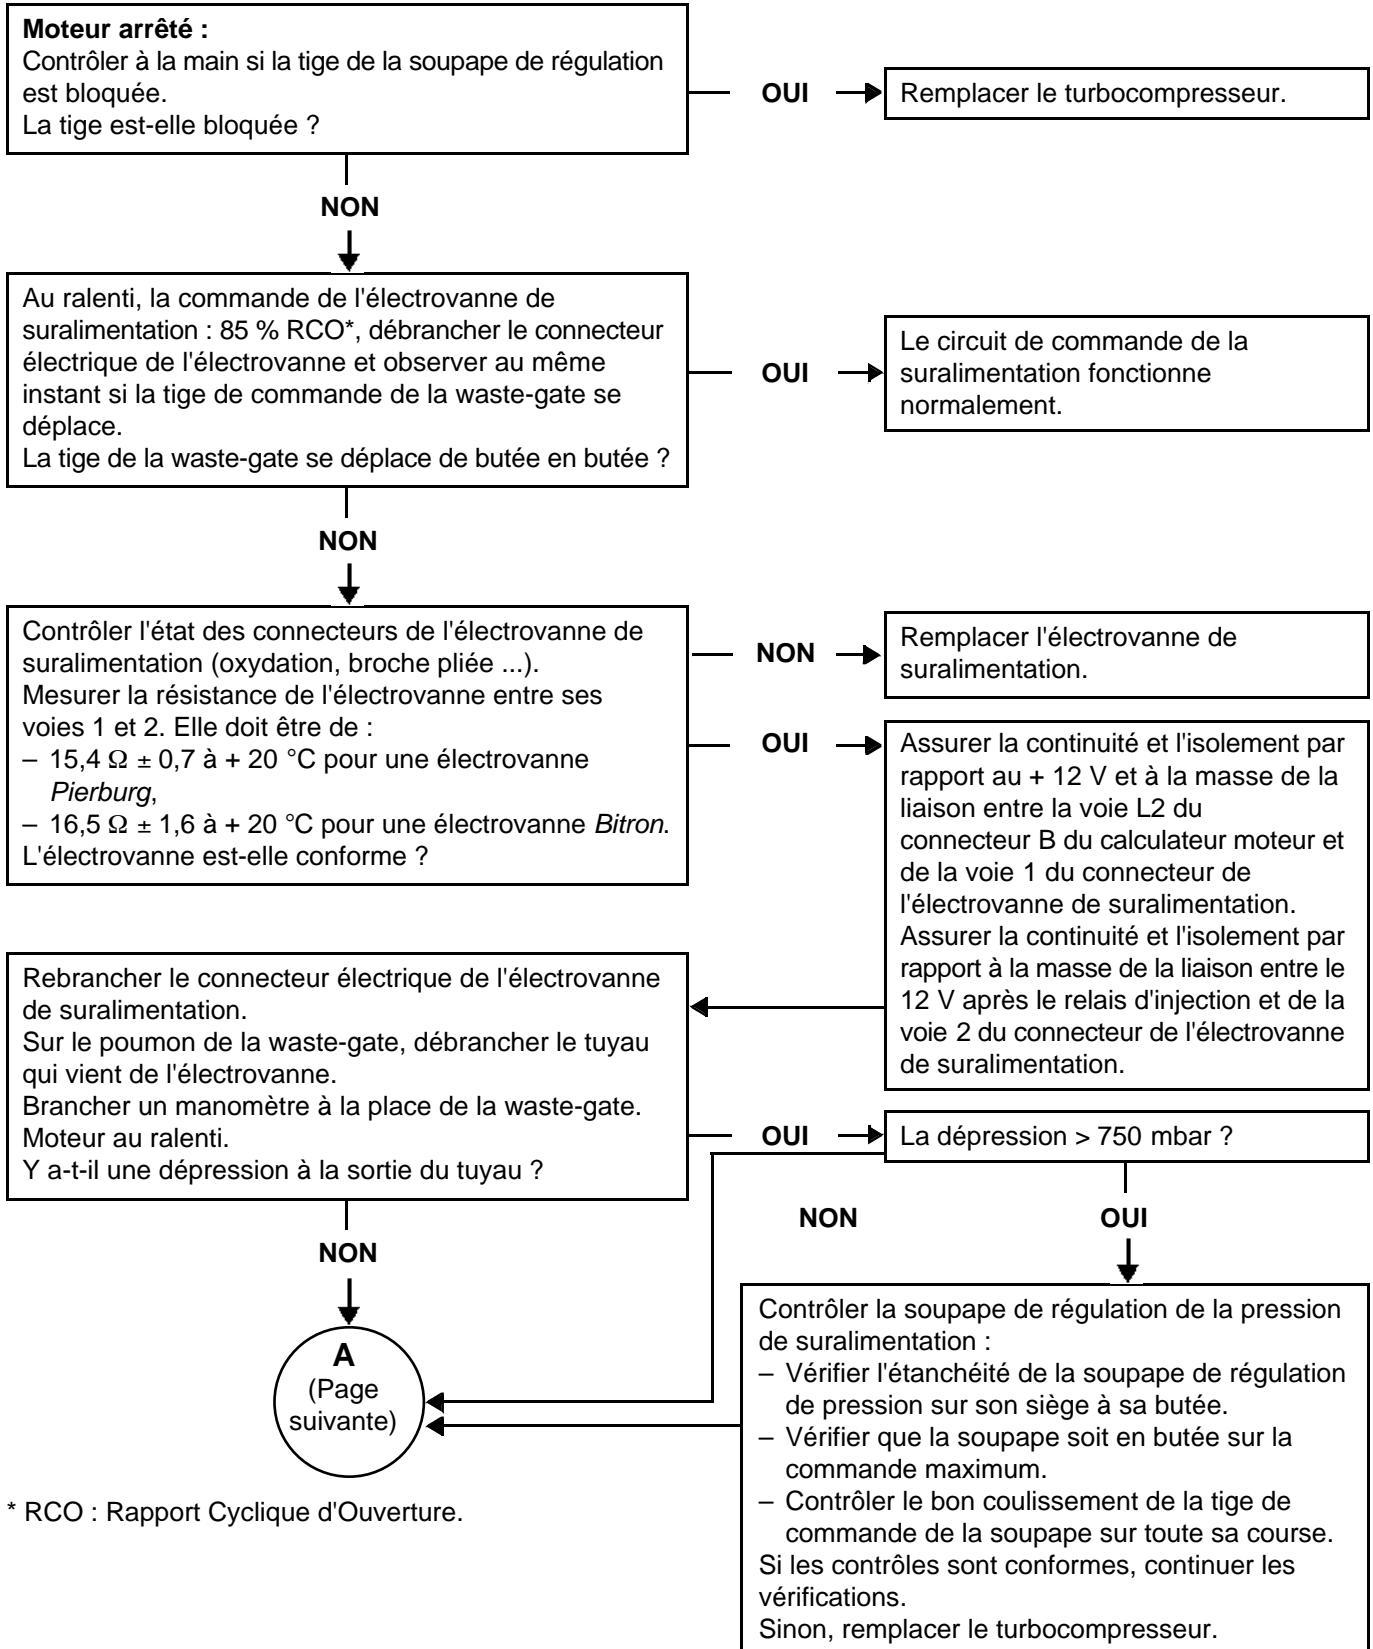 Moteur arrêté :
Contrôler à la main si la tige de la soupape de régulation
est bloquée.
La tige est-elle bloquée ?
OUI
Remplacer le turbocompresseur.
NON
Au ralenti, la commande de l'électrovanne de
suralimentation : 85 % RCO*, débrancher le connecteur
électrique de l'électrovanne et observer au même
instant si la tige de commande de la waste-gate se
déplace.
La tige de la waste-gate se déplace de butée en butée ?
OUI
Le circuit de commande de la
suralimentation fonctionne
normalement.
NON
Contrôler l'état des connecteurs de l'électrovanne de
suralimentation (oxydation, broche pliée ...).
Mesurer la résistance de l'électrovanne entre ses
voies 1 et 2. Elle doit être de :
– 15,4 Ω ± 0,7 à + 20 °C pour une électrovanne
Pierburg,
– 16,5 Ω ± 1,6 à + 20 °C pour une électrovanne Bitron.
L'électrovanne est-elle conforme ?
NON
Remplacer l'électrovanne de
suralimentation.
OUI
Assurer la continuité et l'isolement par
rapport au + 12 V et à la masse de la
liaison entre la voie L2 du
connecteur B du calculateur moteur et
de la voie 1 du connecteur de
l'électrovanne de suralimentation.
Assurer la continuité et l'isolement par
rapport à la masse de la liaison entre le
12 V après le relais d'injection et de la
voie 2 du connecteur de l'électrovanne
de suralimentation.
Rebrancher le connecteur électrique de l'électrovanne
de suralimentation.
Sur le poumon de la waste-gate, débrancher le tuyau
qui vient de l'électrovanne.
Brancher un manomètre à la place de la waste-gate.
Moteur au ralenti.
Y a-t-il une dépression à la sortie du tuyau ?
OUI
La dépression > 750 mbar ?
NON
OUI
NON
A
(Page
suivante)
Contrôler la soupape de régulation de la pression
de suralimentation :
– Vérifier l'étanchéité de la soupape de régulation
de pression sur son siège à sa butée.
– Vérifier que la soupape soit en butée sur la
commande maximum.
– Contrôler le bon coulissement de la tige de
commande de la soupape sur toute sa course.
Si les contrôles sont conformes, continuer les
vérifications.
Sinon, remplacer le turbocompresseur.
* RCO : Rapport Cyclique d'Ouverture.